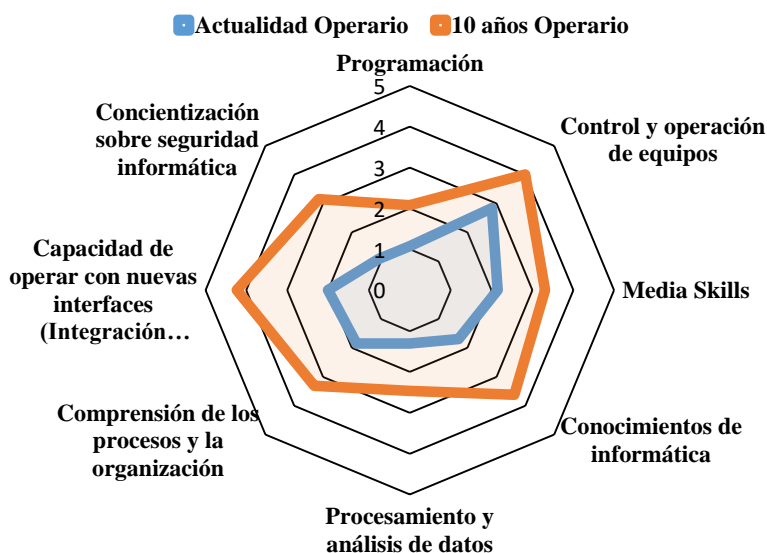 Actualidad Operario 10 años Operario
Programación
Control y operación
de equipos
Media Skills
Conocimientos de
informática
Procesamiento y
análisis de datos
Comprensión de los
procesos y la
organización
Capacidad de
operar con nuevas
interfaces
(Integración…
Concientización
sobre seguridad
informática
5
4
3
2
1
0